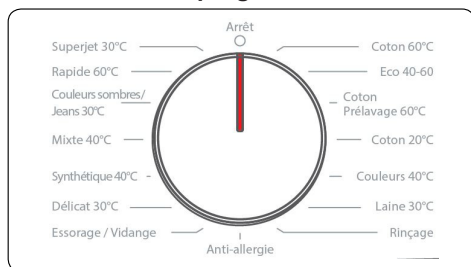 Arrêt
Superjet 30°C
Coton 60°C
Rapide 60°C
Eco 40-60
Couleurs sombres/
Jeans 30°C
Coton
Prélavage 60°C
Mixte 40°C
Coton 20°C
Synthétique 40°C
Couleurs 40°C
Délicat 30°C
Laine 30°C
Essorage / Vidange
Rinçage
Anti-allergie